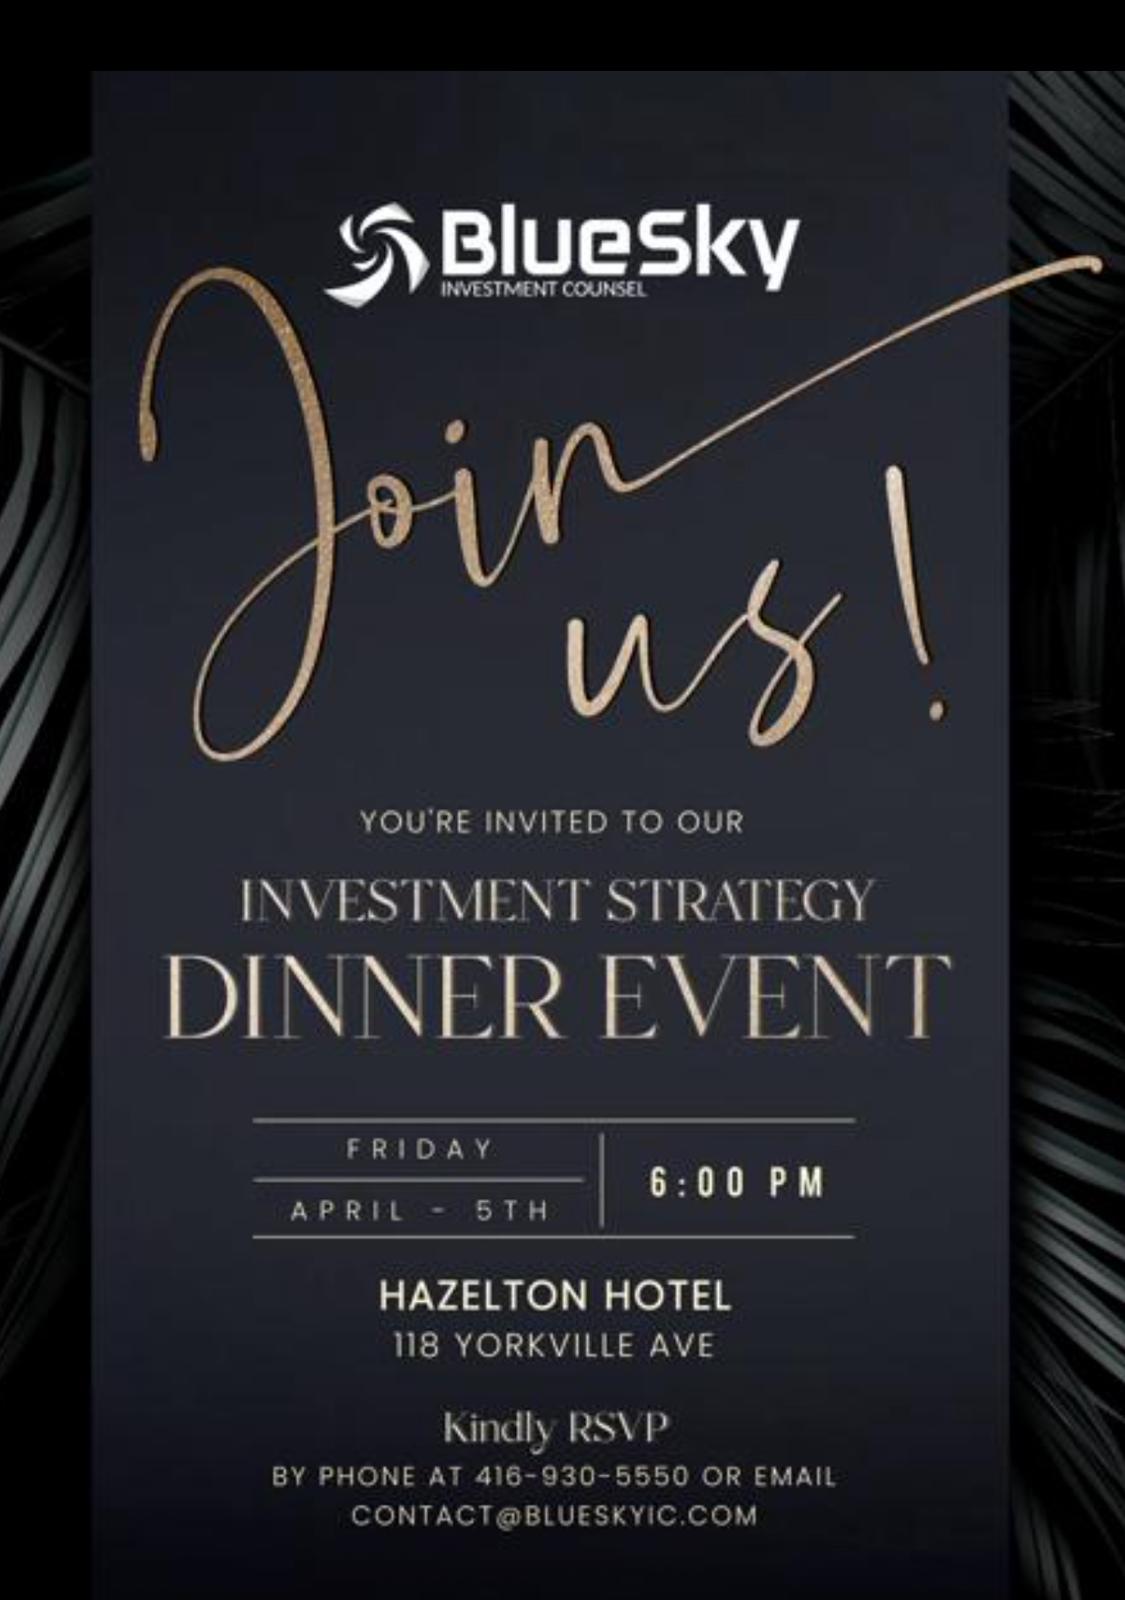 BlueSky
INVESTMENT COUNSEL
Join
us!
YOU'RE INVITED TO OUR
INVESTMENT STRATEGY
DINNER EVENT
FRIDAY
APRIL - 5TH
6:00 PM
HAZELTON HOTEL
118 YORKVILLE AVE
Kindly RSVP
BY PHONE AT 416-930-5550 OR EMAIL
CONTACT@BLUESKYIC.COM